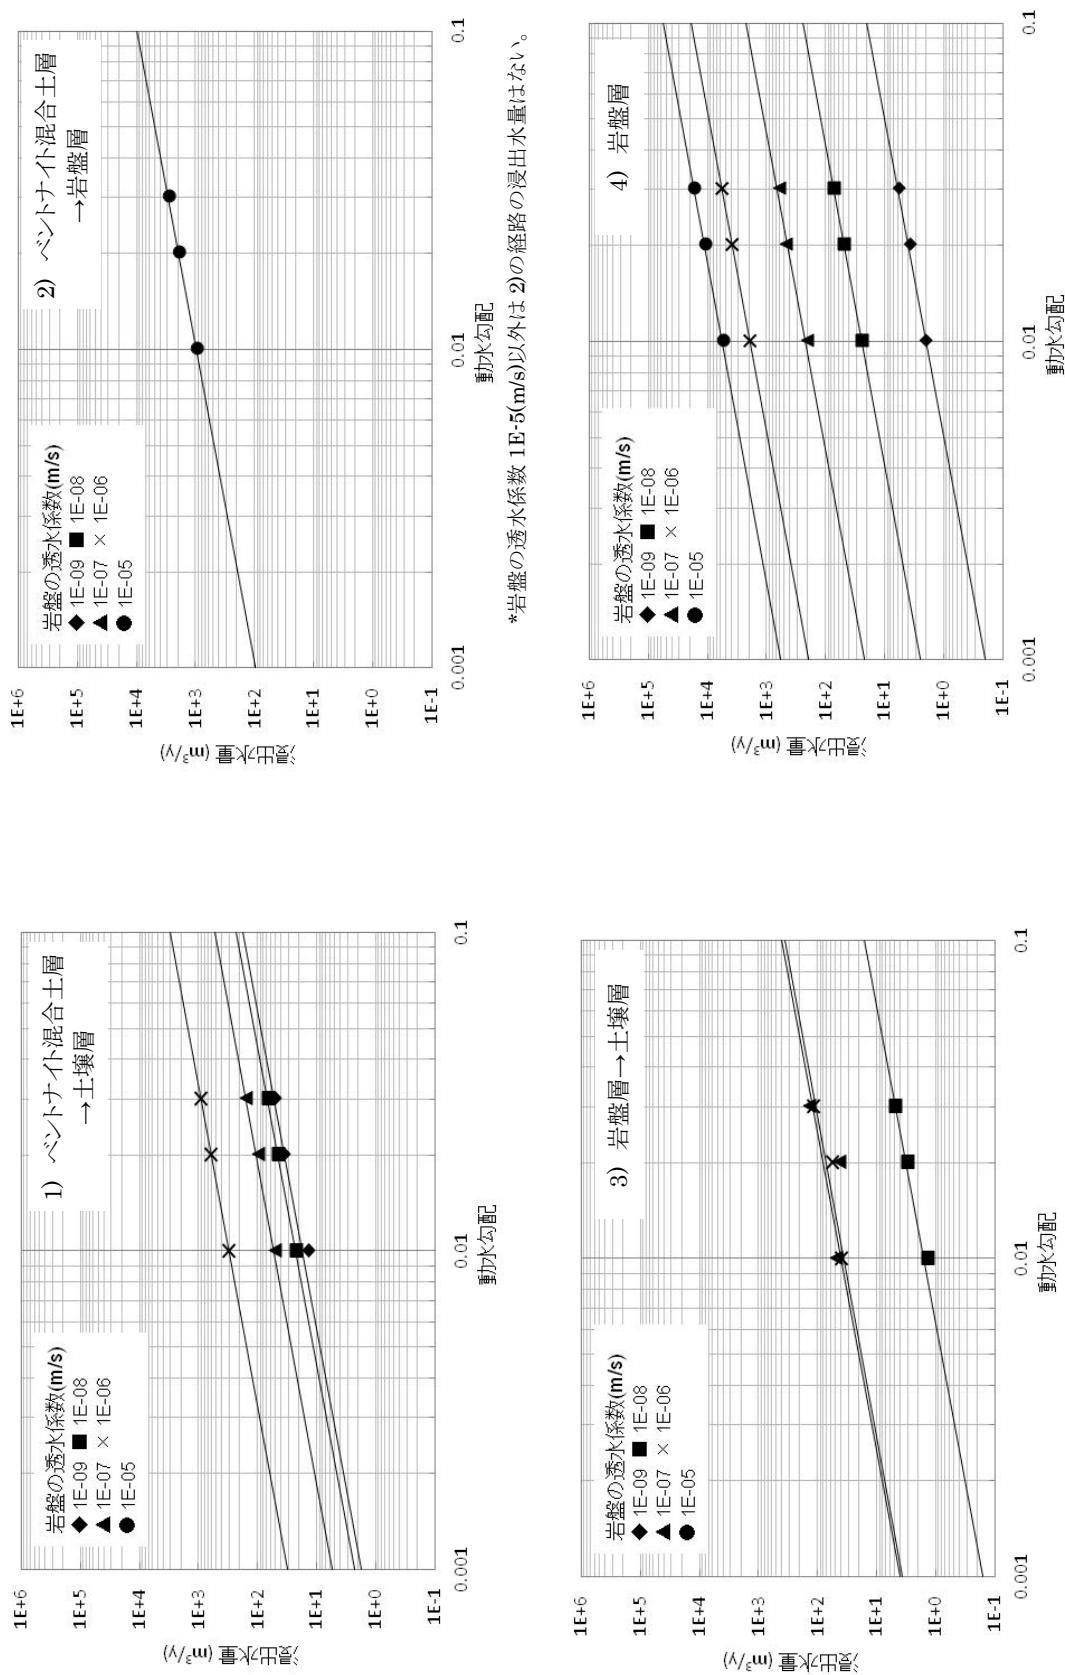 1) ベントナイト混合土層
→土壌層
岩盤の透水係数(m/s)
◆ 1E-09 ■ 1E-08
▲ 1E-07 × 1E-06
● 1E-05
1E+6
1E+5
1E+4
1E+3
1E+2
1E+1
1E+0
1E-1
浸出水量 (m³/y)
0.001
0.01
0.1
動水勾配
2) ベントナイト混合土層
→岩盤層
岩盤の透水係数(m/s)
◆ 1E-09 ■ 1E-08
▲ 1E-07 × 1E-06
● 1E-05
1E+6
1E+5
1E+4
1E+3
1E+2
1E+1
1E+0
1E-1
浸出水量 (m³/y)
0.001
0.01
0.1
動水勾配
*岩盤の透水係数 1E-5(m/s)以外は 2)の経路の浸出水量はない。
3) 岩盤層→土壌層
岩盤の透水係数(m/s)
◆ 1E-09 ■ 1E-08
▲ 1E-07 × 1E-06
● 1E-05
1E+6
1E+5
1E+4
1E+3
1E+2
1E+1
1E+0
1E-1
浸出水量 (m³/y)
0.001
0.01
0.1
動水勾配
4) 岩盤層
岩盤の透水係数(m/s)
◆ 1E-09 ■ 1E-08
▲ 1E-07 × 1E-06
● 1E-05
1E+6
1E+5
1E+4
1E+3
1E+2
1E+1
1E+0
1E-1
浸出水量 (m³/y)
0.001
0.01
0.1
動水勾配